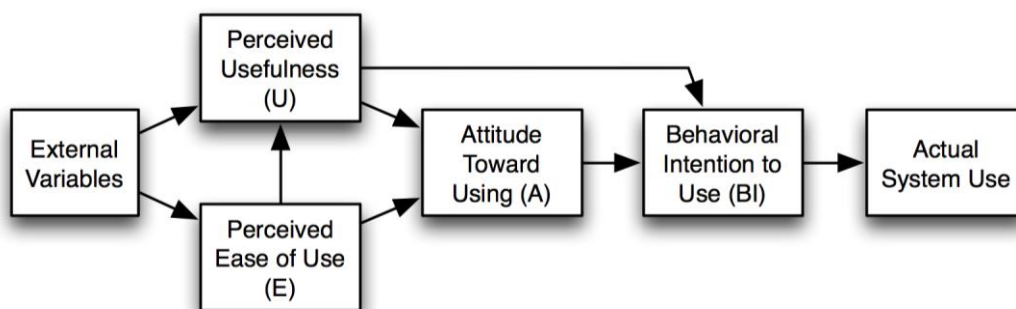 Perceived
Usefulness
(U)
External
Variables
Perceived
Ease of Use
(E)
Attitude
Toward
Using (A)
Behavioral
Intention to
Use (BI)
Actual
System Use